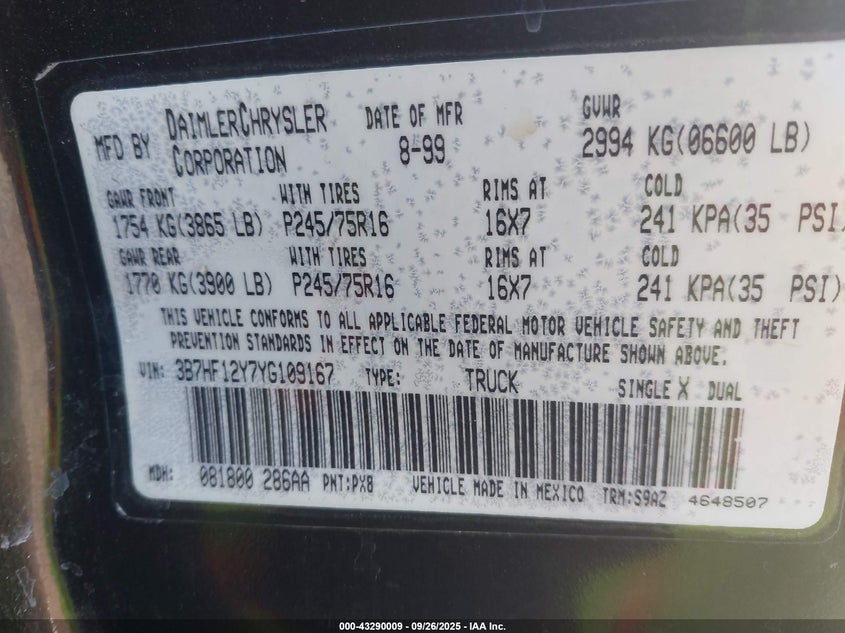 MFD BY DAIMLERCHRYSLER CORPORATION DATE OF MFR 8-99 GVWR 2994 KG(06600 LB)
GAWR FRONT WITH TIRES RIMS AT COLD
1754 KG(3865 LB) P245/75R16 16X7 241 KPA(35 PSI)
GAWR REAR WITH TIRES RIMS AT COLD
1770 KG(3900 LB) P245/75R16 16X7 241 KPA(35 PSI)
THIS VEHICLE CONFORMS TO ALL APPLICABLE FEDERAL MOTOR VEHICLE SAFETY AND THEFT
PREVENTION STANDARDS IN EFFECT ON THE DATE OF MANUFACTURE SHOWN ABOVE.
VIN: 3B7HF12Y7YG109167 TYPE: TRUCK SINGLE X DUAL
MDH: 081800 286AA PNT:PX8 VEHICLE MADE IN MEXICO TRM:S9AZ 4648507
000-43290009 - 09/26/2025 - IAA Inc.